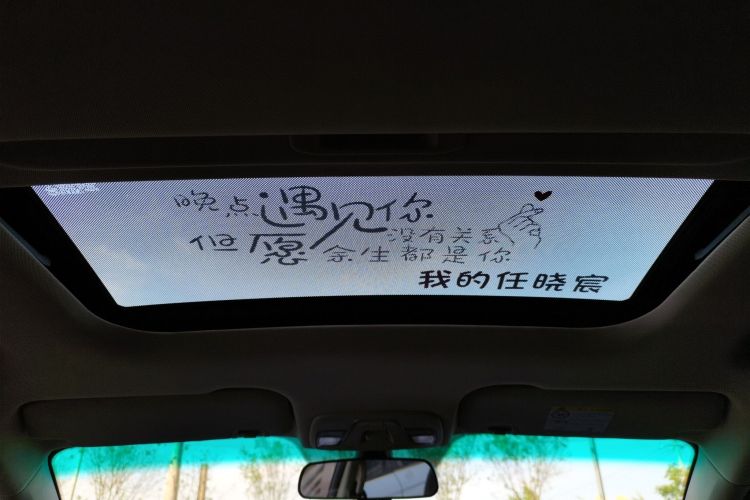 晚点遇见你
没有关系
但愿余生都是你
我的任晓宸